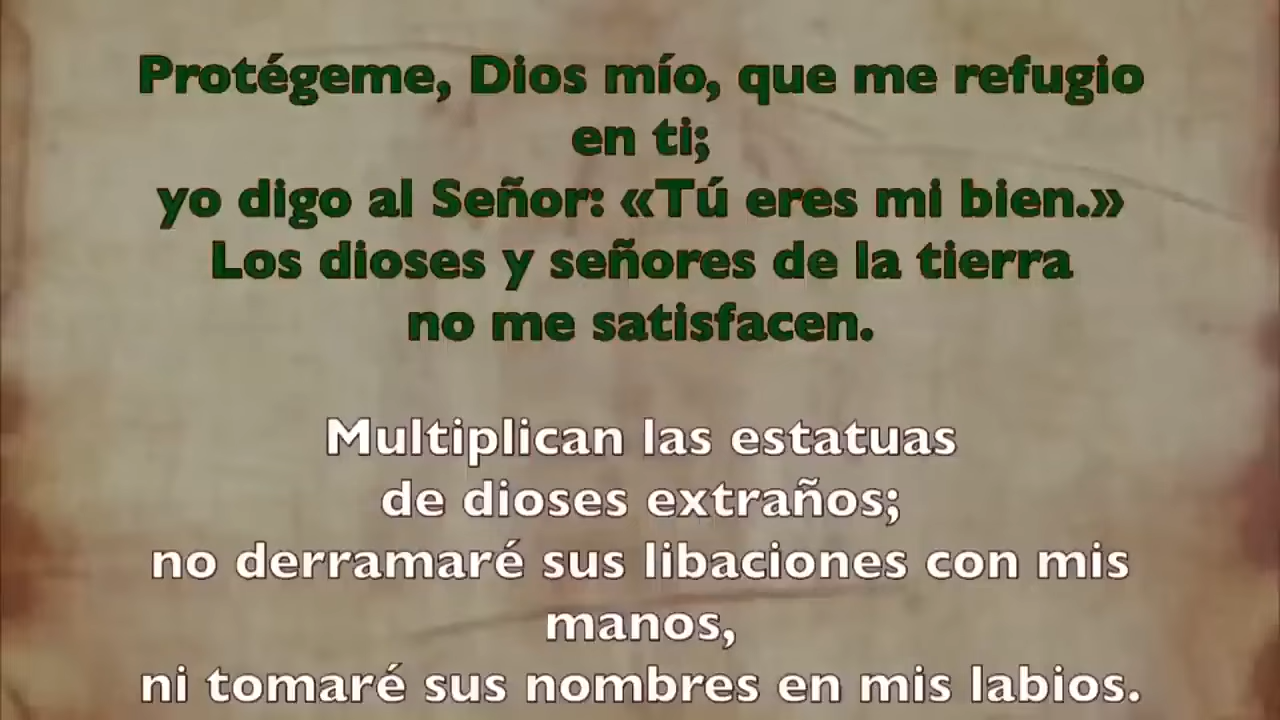 Protégeme, Dios mío, que me refugio
en ti;
yo digo al Señor: «Tú eres mi bien.»
Los dioses y señores de la tierra
no me satisfacen.
Multiplican las estatuas
de dioses extraños;
no derramaré sus libaciones con mis
manos,
ni tomaré sus nombres en mis labios.